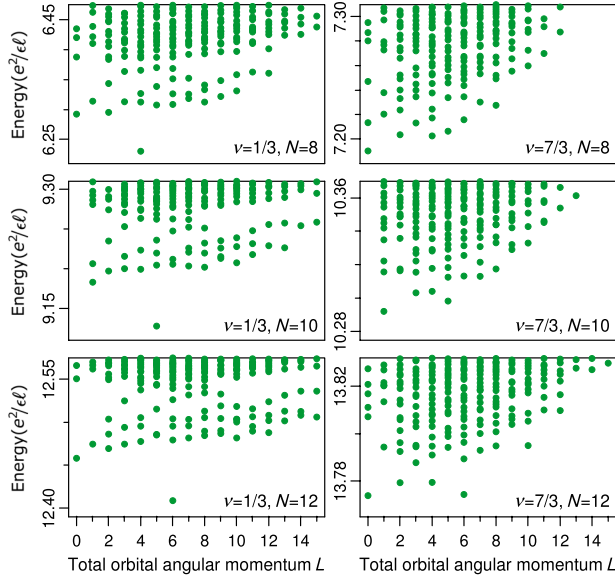 6.45
6.25
Energy(e²/ϵℓ)
ν=1/3, N=8
7.30
7.20
Energy(e²/ϵℓ)
ν=7/3, N=8
9.30
9.15
Energy(e²/ϵℓ)
ν=1/3, N=10
10.36
10.28
ν=7/3, N=10
12.55
12.40
Energy(e²/ϵℓ)
ν=1/3, N=12
13.82
13.78
ν=7/3, N=12
0 2 4 6 8 10 12 14
0 2 4 6 8 10 12 14
Total orbital angular momentum L
Total orbital angular momentum L